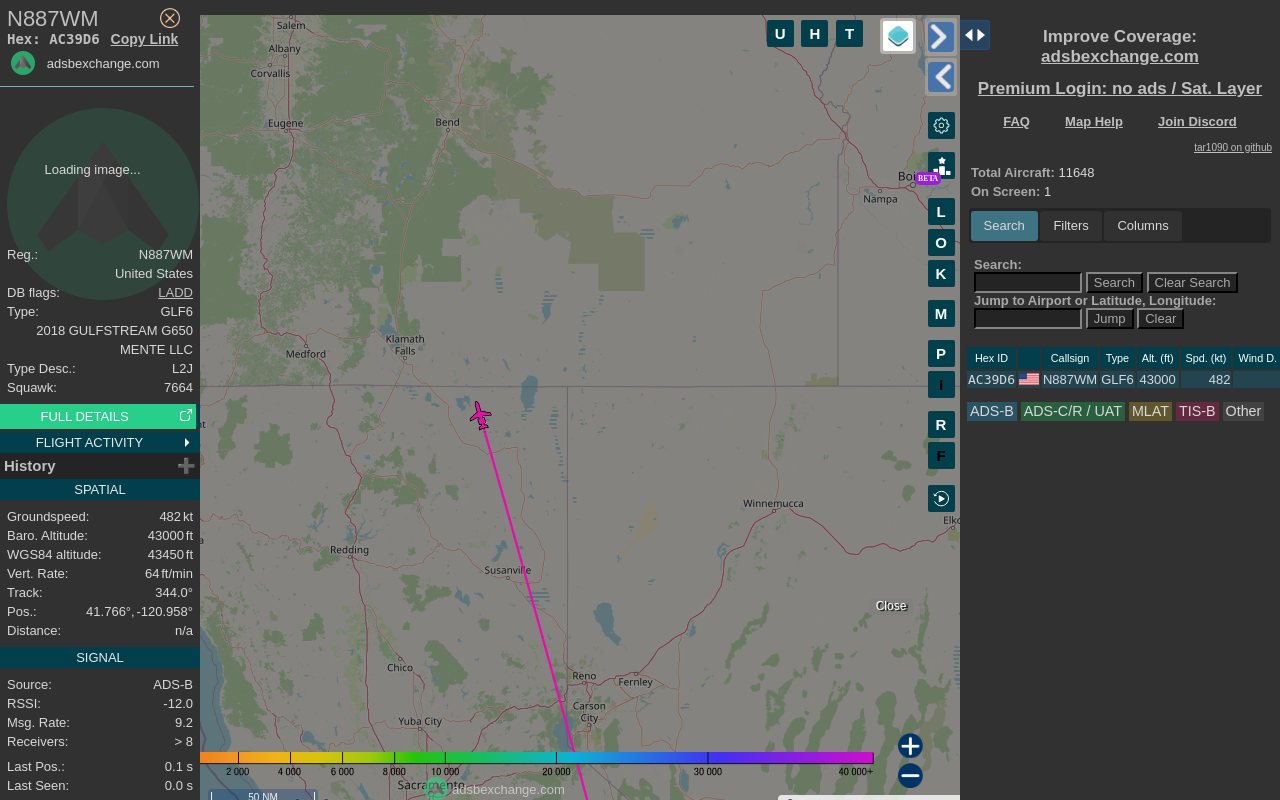 N887WM
Hex: AC39D6 Copy Link
adsbexchange.com
Loading image...
Reg.: N887WM
United States
DB flags: LADD
Type: GLF6
2018 GULFSTREAM G650
MENTE LLC
Type Desc.: L2J
Squawk: 7664
FULL DETAILS
FLIGHT ACTIVITY
History
SPATIAL
Groundspeed: 482 kt
Baro. Altitude: 43000 ft
WGS84 altitude: 43450 ft
Vert. Rate: 64 ft/min
Track: 344.0°
Pos.: 41.766°, -120.958°
Distance: n/a
SIGNAL
Source: ADS-B
RSSI: -12.0
Msg. Rate: 9.2
Receivers: > 8
Last Pos.: 0.1 s
Last Seen: 0.0 s
Salem
Albany
Corvallis
Eugene
Bend
Nampa
Medford
Klamath
Falls
Winnemucca
Redding
Susanville
Chico
Reno
Fernley
Carson
City
Yuba City
Sacramento
Close
2 000 4 000 6 000 8 000 10 000 20 000 30 000 40 000+
adsbexchange.com
50 NM
U H T
BETA
L
O
K
M
P
I
R
F
Improve Coverage:
adsbexchange.com
Premium Login: no ads / Sat. Layer
FAQ Map Help Join Discord
tar1090 on github
Total Aircraft: 11648
On Screen: 1
Search Filters Columns
Search:
Search Clear Search
Jump to Airport or Latitude, Longitude:
Jump Clear
Hex ID Callsign Type Alt. (ft) Spd. (kt) Wind D.
AC39D6 N887WM GLF6 43000 482
ADS-B ADS-C/R / UAT MLAT TIS-B Other